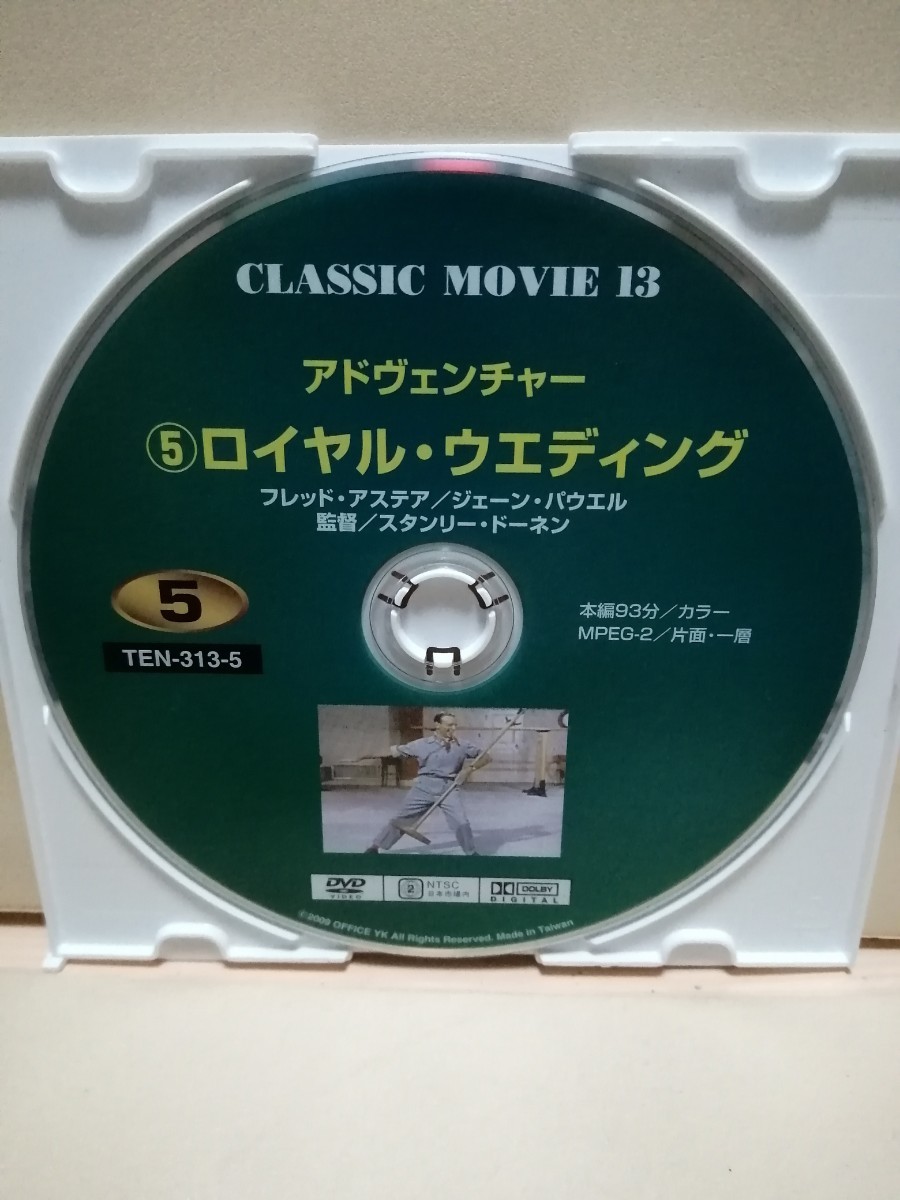 CLASSIC MOVIE 13
アドヴェンチャー
⑤ロイヤル・ウエディング
フレッド・アステア／ジェーン・パウエル
監督／スタンリー・ドーネン
5
TEN-313-5
本編93分／カラー
MPEG-2／片面・一層
DVD
VIDEO
2
NTSC
日本市場向
DOLBY
DIGITAL
©2009 OFFICE YK All Rights Reserved. Made in Taiwan